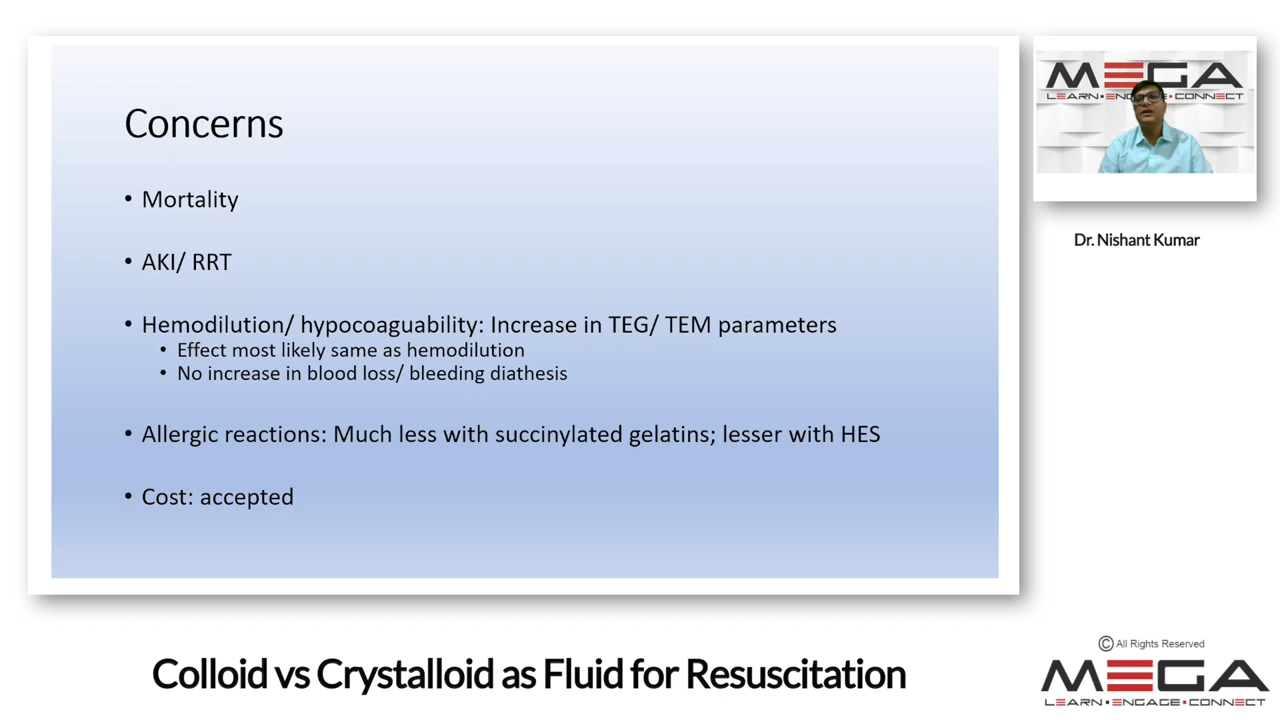 Concerns
• Mortality
• AKI/ RRT
• Hemodilution/ hypocoaguability: Increase in TEG/ TEM parameters
• Effect most likely same as hemodilution
• No increase in blood loss/ bleeding diathesis
• Allergic reactions: Much less with succinylated gelatins; lesser with HES
• Cost: accepted
MEGA
LEARN•ENGAGE•CONNECT
Dr. Nishant Kumar
Colloid vs Crystalloid as Fluid for Resuscitation
© All Rights Reserved
MEGA
LEARN•ENGAGE•CONNECT